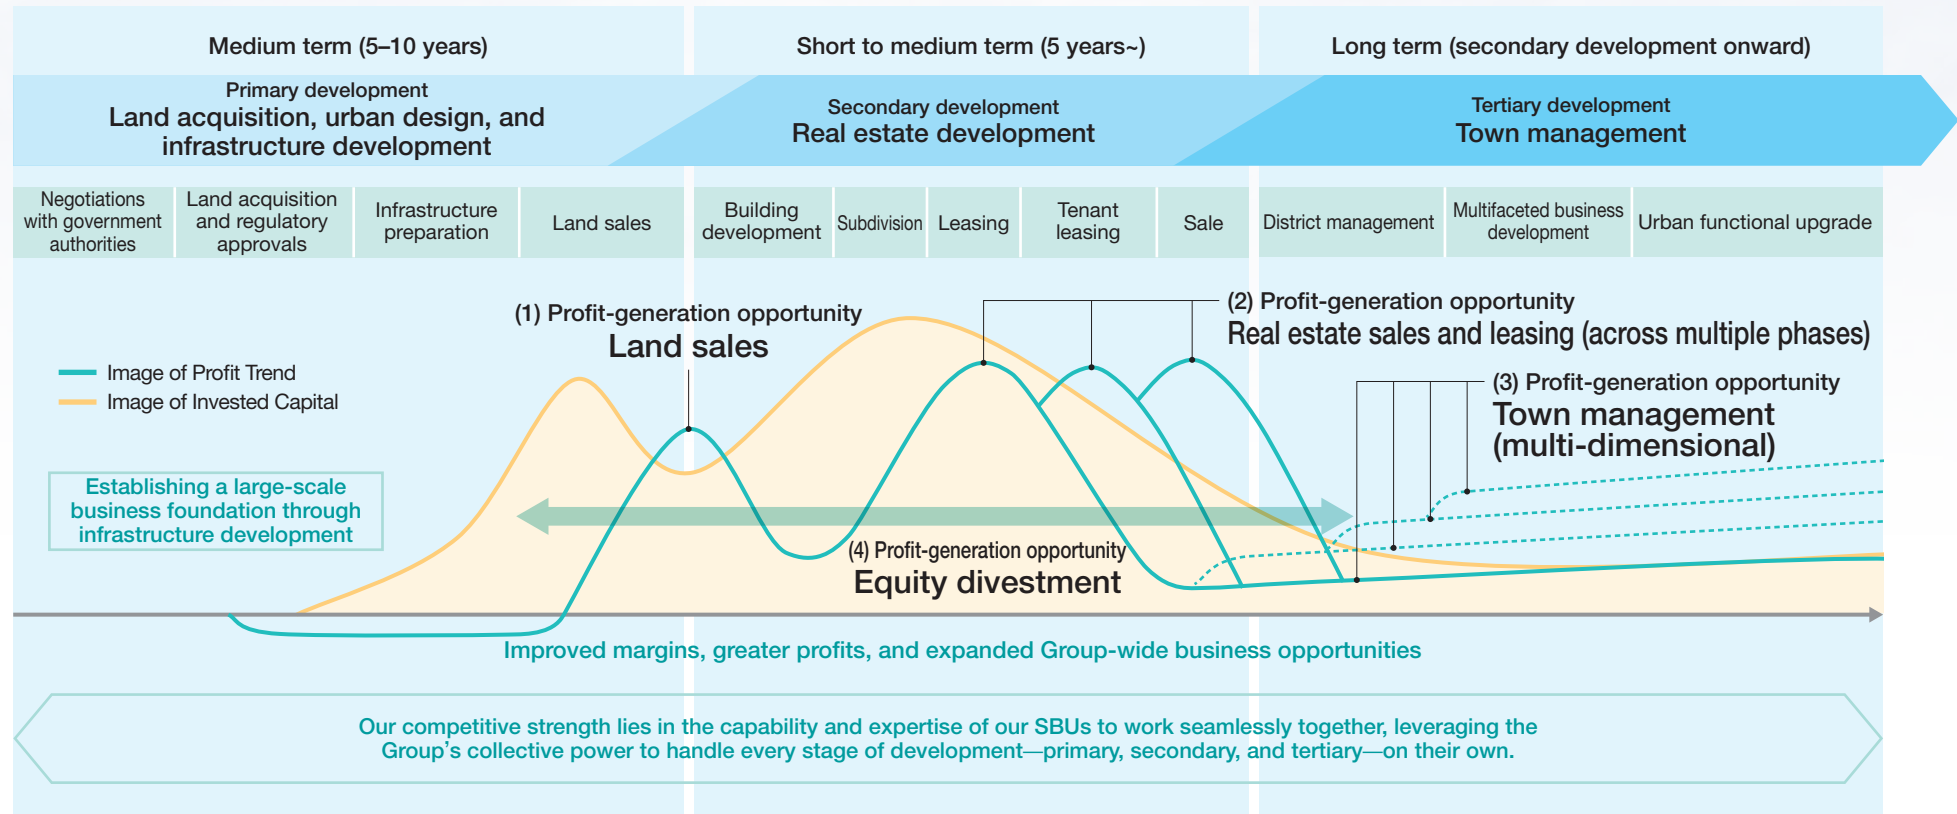 Medium term (5–10 years)
Short to medium term (5 years~)
Long term (secondary development onward)
Primary development
Land acquisition, urban design, and
infrastructure development
Secondary development
Real estate development
Tertiary development
Town management
Negotiations
with government
authorities
Land acquisition
and regulatory
approvals
Infrastructure
preparation
Land sales
Building
development
Subdivision
Leasing
Tenant
leasing
Sale
District management
Multifaceted business
development
Urban functional upgrade
(1) Profit-generation opportunity
Land sales
(2) Profit-generation opportunity
Real estate sales and leasing (across multiple phases)
Image of Profit Trend
Image of Invested Capital
(3) Profit-generation opportunity
Town management
(multi-dimensional)
Establishing a large-scale
business foundation through
infrastructure development
(4) Profit-generation opportunity
Equity divestment
Improved margins, greater profits, and expanded Group-wide business opportunities
Our competitive strength lies in the capability and expertise of our SBUs to work seamlessly together, leveraging the
Group’s collective power to handle every stage of development—primary, secondary, and tertiary—on their own.